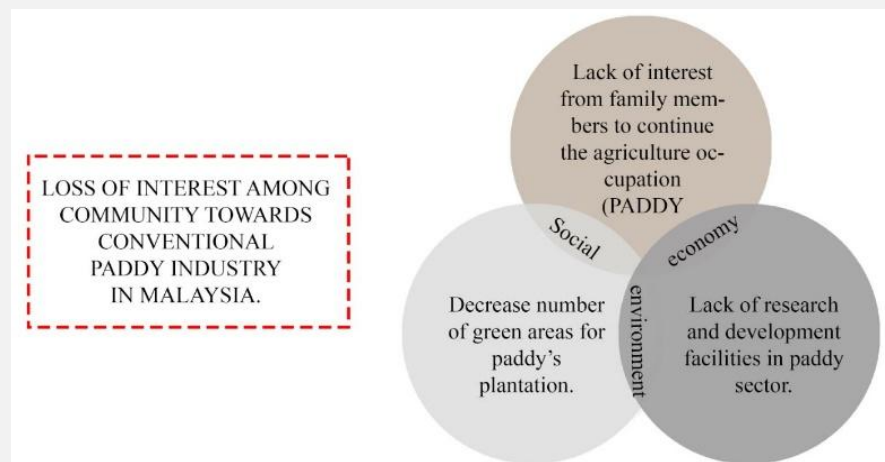 LOSS OF INTEREST AMONG
COMMUNITY TOWARDS
CONVENTIONAL
PADDY INDUSTRY
IN MALAYSIA.
Lack of interest
from family mem-
bers to continue
the agriculture oc-
cupation
(PADDY
Social
economy
environment
Decrease number
of green areas for
paddy’s
plantation.
Lack of research
and development
facilities in paddy
sector.